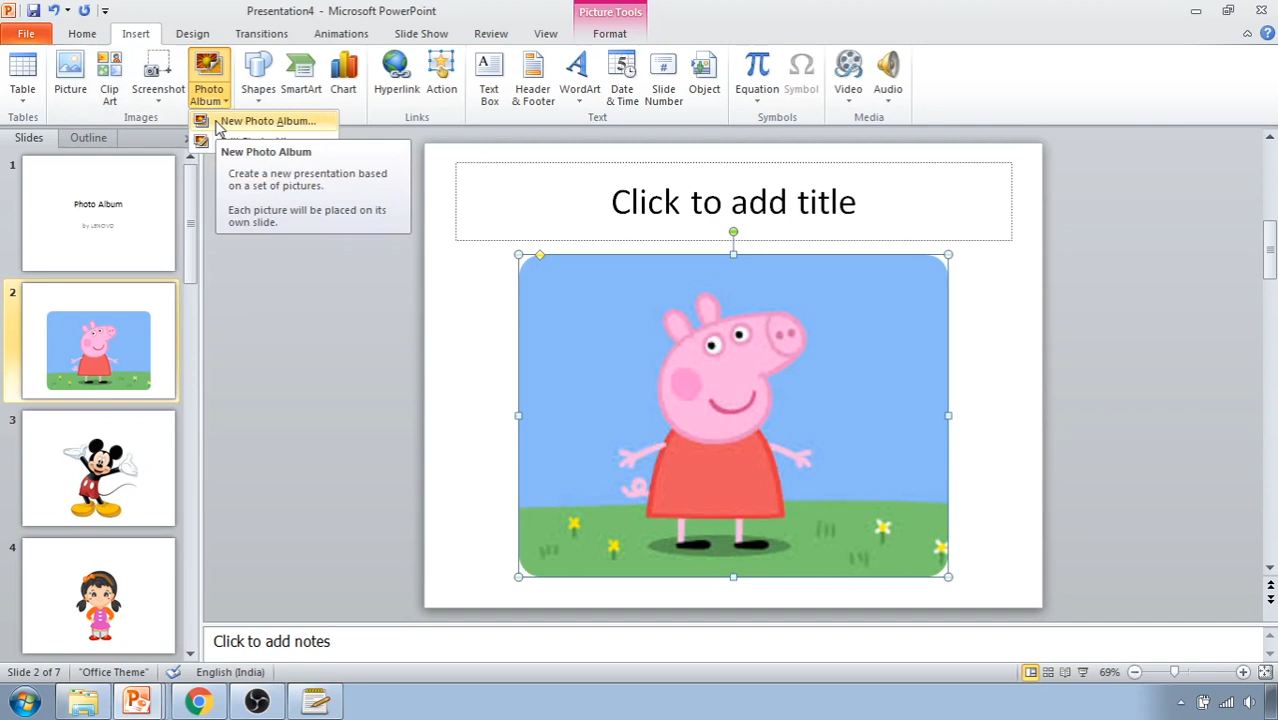 Presentation4 - Microsoft PowerPoint
Picture Tools
File
Home
Insert
Design
Transitions
Animations
Slide Show
Review
View
Format
Table
Picture
Clip Art
Screenshot
Photo Album
Shapes
SmartArt
Chart
Hyperlink
Action
Text Box
Header & Footer
WordArt
Date & Time
Slide Number
Object
Equation
Symbol
Video
Audio
Tables
Images
Links
Text
Symbols
Media
New Photo Album...
Slides
Outline
New Photo Album
Create a new presentation based
on a set of pictures.
Each picture will be placed on its
own slide.
1
Photo Album
by LENOVO
2
3
4
Click to add title
Click to add notes
Slide 2 of 7
"Office Theme"
English (India)
69%